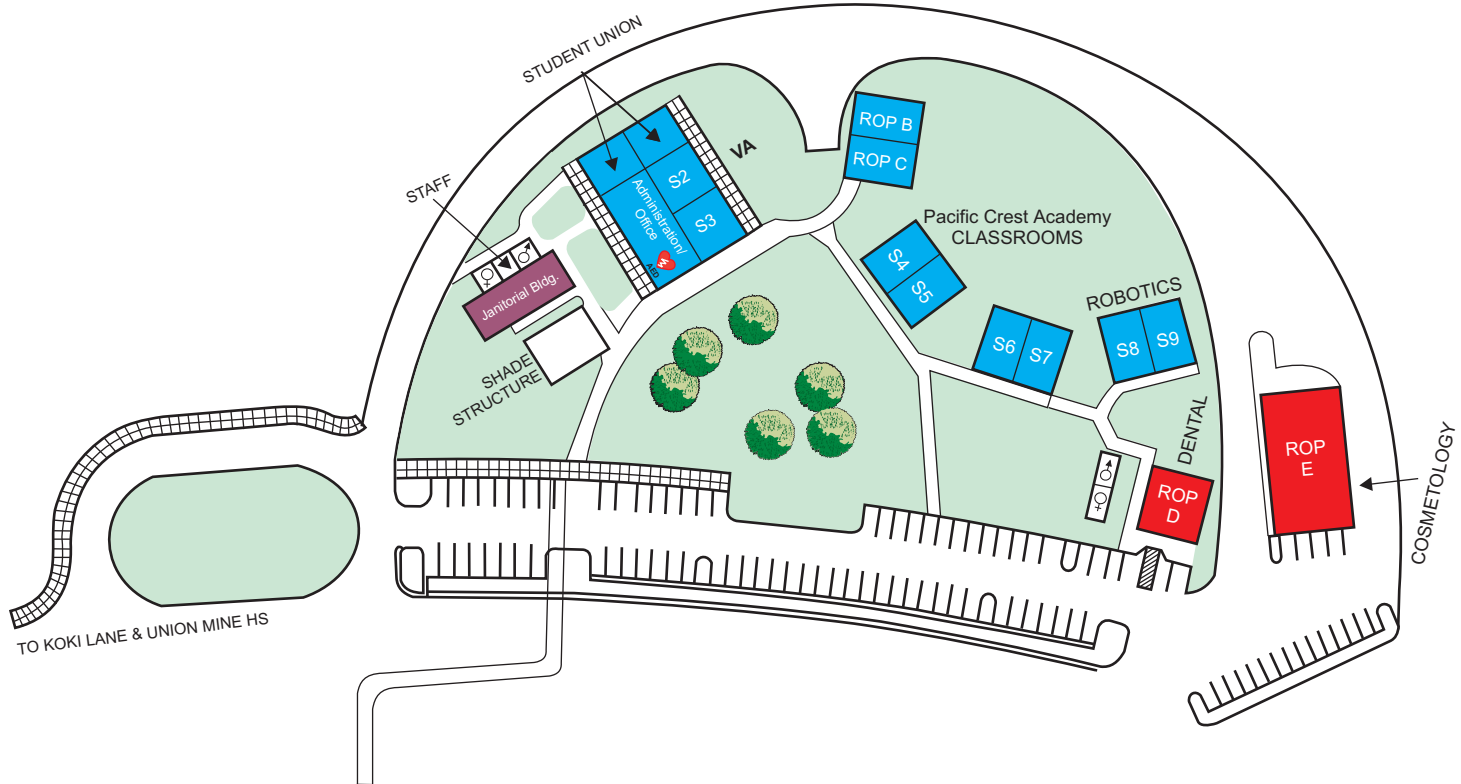 STUDENT UNION
VA
ROP B
ROP C
STAFF
S2
S3
Administration/
Office
AED
Janitorial Bldg.
SHADE
STRUCTURE
Pacific Crest Academy
CLASSROOMS
S4
S5
S6
S7
ROBOTICS
S8
S9
DENTAL
ROP
D
ROP
E
COSMETOLOGY
TO KOKI LANE & UNION MINE HS